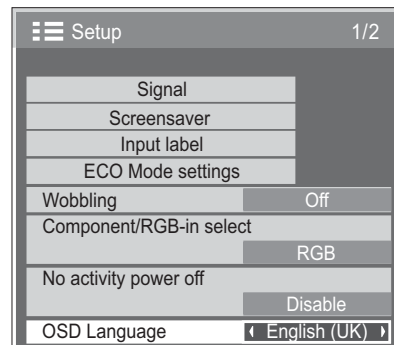 Setup 1/2
Signal
Screensaver
Input label
ECO Mode settings
Wobbling Off
Component/RGB-in select
RGB
No activity power off
Disable
OSD Language English (UK)